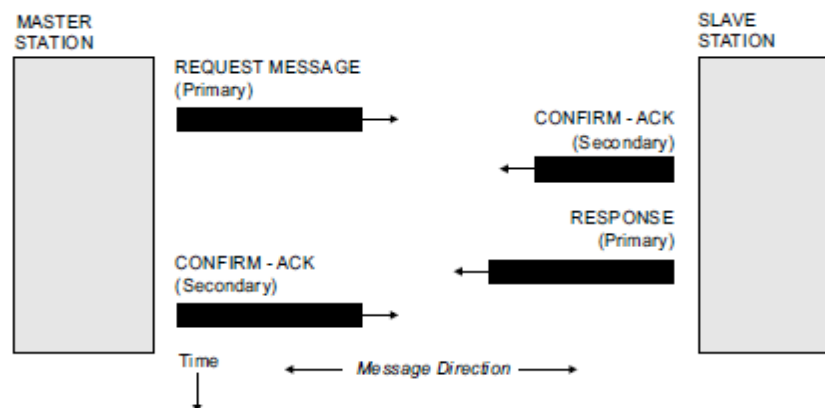 MASTER
STATION
SLAVE
STATION
REQUEST MESSAGE
(Primary)
CONFIRM - ACK
(Secondary)
RESPONSE
(Primary)
CONFIRM - ACK
(Secondary)
Time
Message Direction